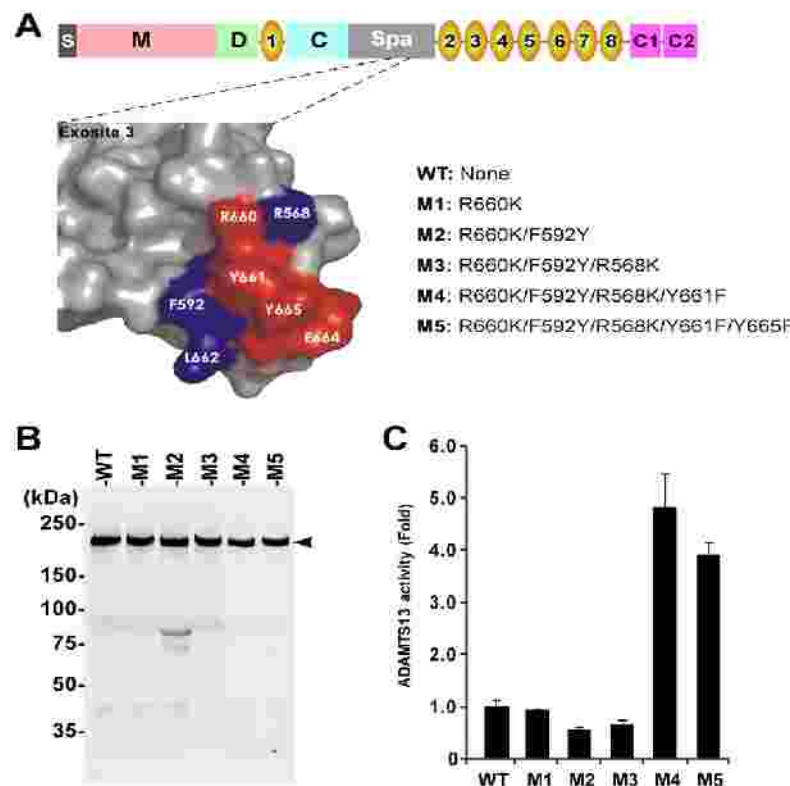 A
S M D 1 C Spa 2 3 4 5 6 7 8 C1 C2
Exosite 3
R660 R568
Y661
F592
Y665
E664
L662
WT: None
M1: R660K
M2: R660K/F592Y
M3: R660K/F592Y/R568K
M4: R660K/F592Y/R568K/Y661F
M5: R660K/F592Y/R568K/Y661F/Y665F
B
-WT -M1 -M2 -M3 -M4 -M5
(kDa)
250-
150-
100-
75-
50-
35-
C
ADAMTS13 activity (Fold)
6.0
5.0
4.0
3.0
2.0
1.0
0
WT M1 M2 M3 M4 M5